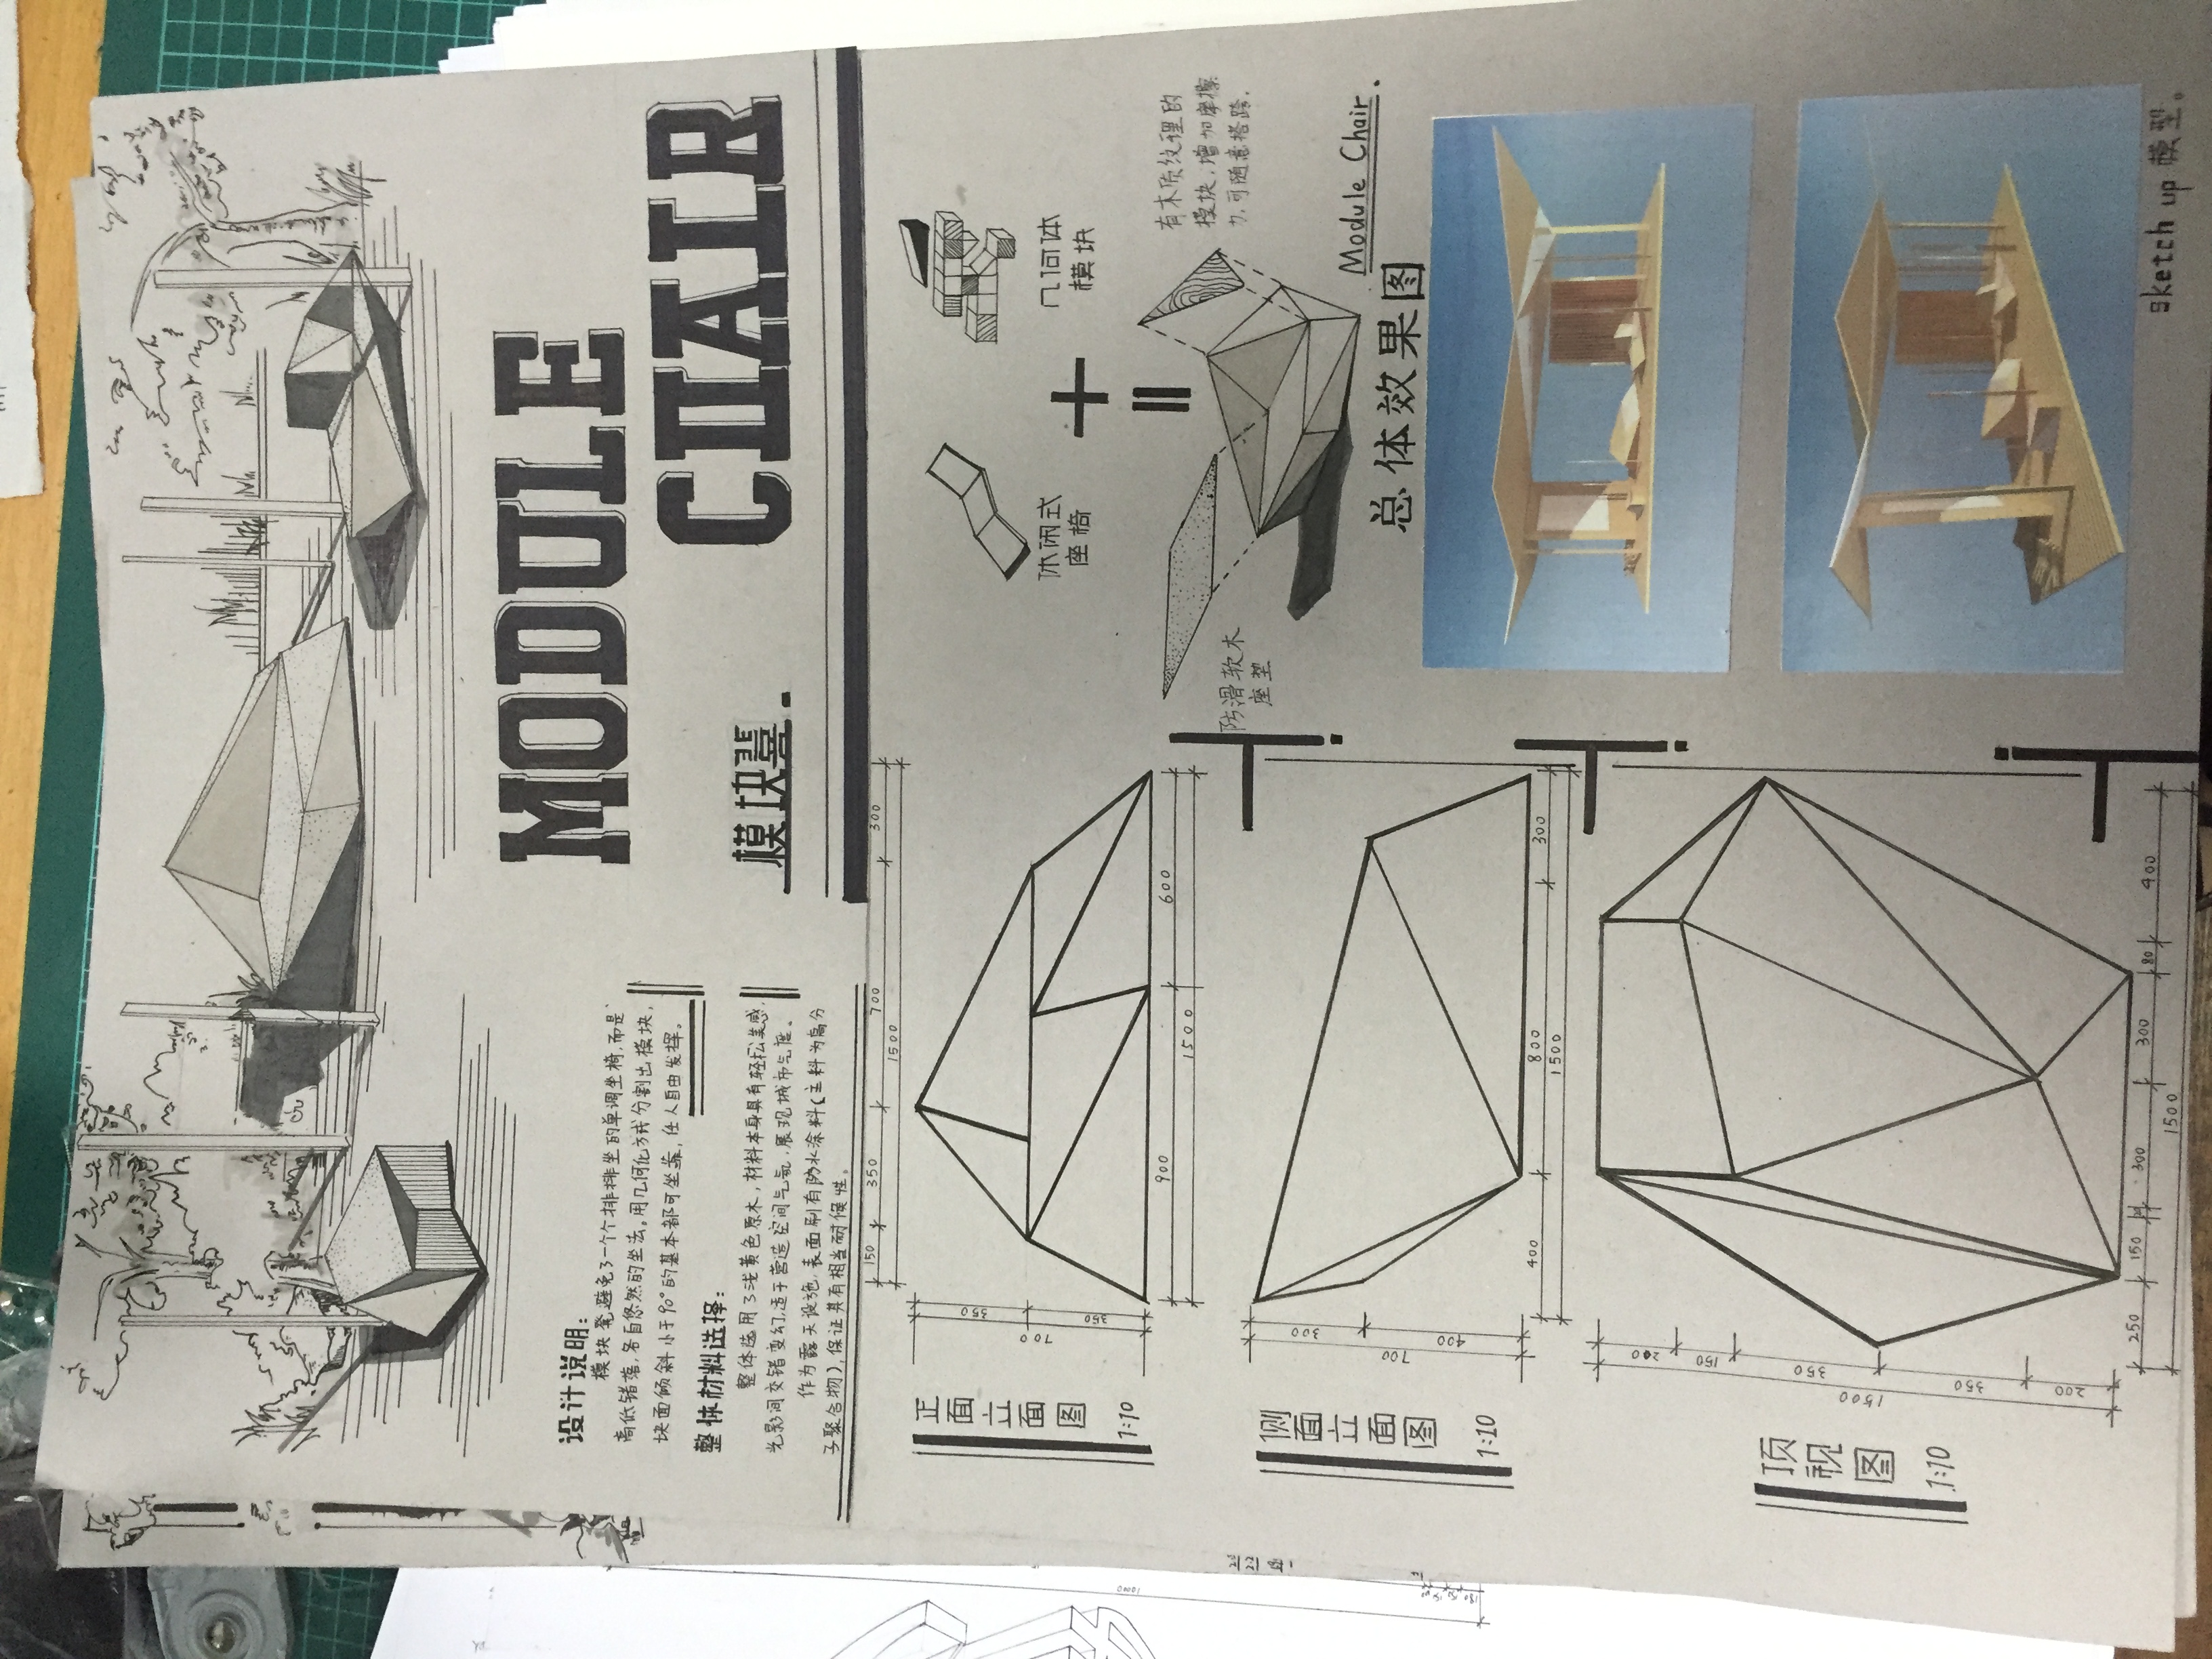 MODULE
CHAIR
模块凳.
设计说明:
模块凳避免了一个个排排坐的单调坐椅,而是
高低错落,各自悠然的坐法。用几何化方式分割出模块,
块面倾斜小于90°的基本都可坐靠,任人自由发挥。
整体材料选择:
整体选用了浅黄色原木,材料本身具有轻松美感,
光影间交错变幻,适于营造空间气氛,展现城市气度。
作为露天设施,表面刷有防水涂料(主料为高分
子聚合物),保证其有相当耐候性。
150 350 700 300
1500
正面立面图
1:10
350
700
350
900 600
1500
侧面立面图
1:10
300
700
400
400 800 300
1500
顶视图
1:10
200
150
350
1500
350
200
250 150 300 300 80 400
1500
休闲式
座椅
几何体
模块
+
=
防滑软木
座垫
有木质纹理的
模块,增加摩擦
力,可随意搭跨.
Module Chair.
总体效果图
sketch up 模型。